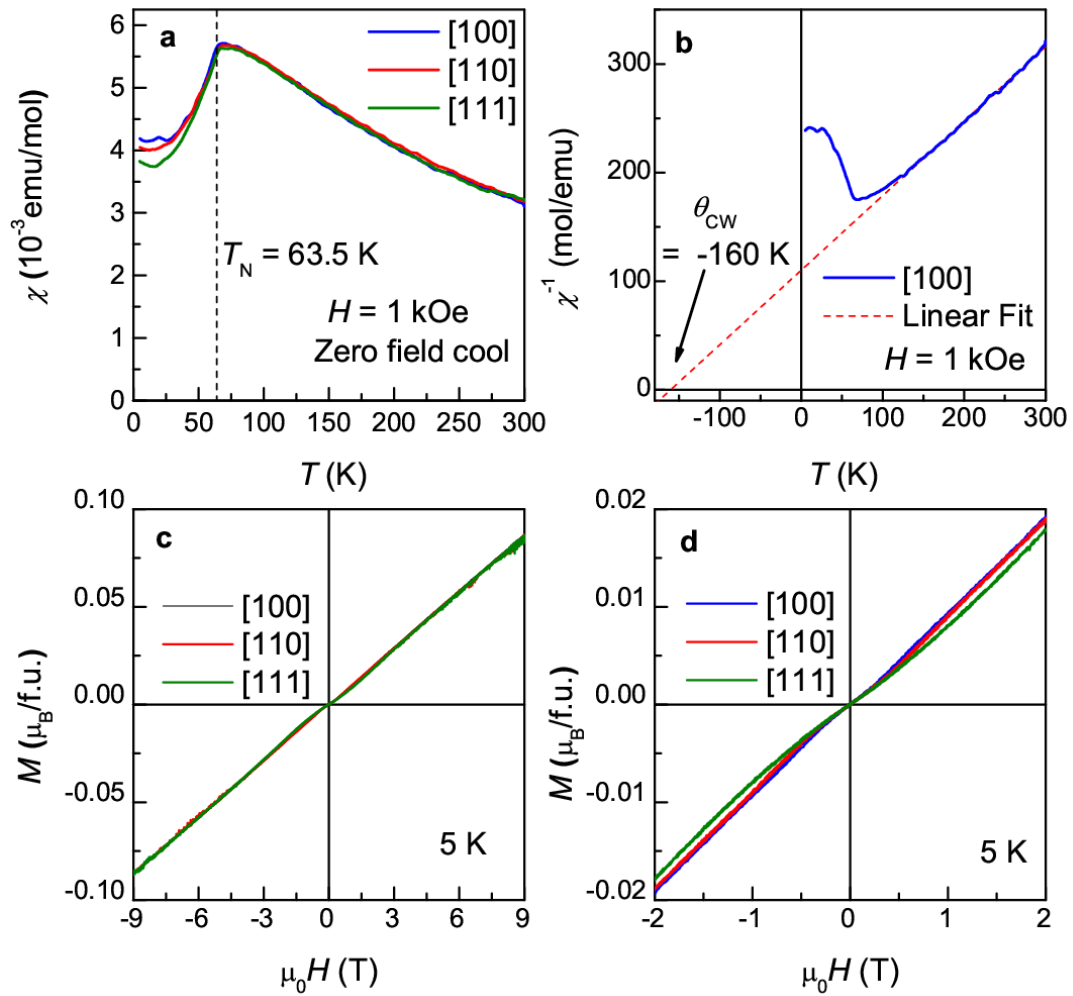 a
[100]
[110]
[111]
T_N = 63.5 K
H = 1 kOe
Zero field cool
χ (10⁻³ emu/mol)
6
5
4
3
2
1
0
0 50 100 150 200 250 300
T (K)
b
θ_CW
= -160 K
[100]
Linear Fit
H = 1 kOe
χ⁻¹ (mol/emu)
300
200
100
0
-100 0 100 200 300
T (K)
c
[100]
[110]
[111]
5 K
M (μ_B/f.u.)
0.10
0.05
0.00
-0.05
-0.10
-9 -6 -3 0 3 6 9
μ₀H (T)
d
[100]
[110]
[111]
5 K
M (μ_B/f.u.)
0.02
0.01
0.00
-0.01
-0.02
-2 -1 0 1 2
μ₀H (T)